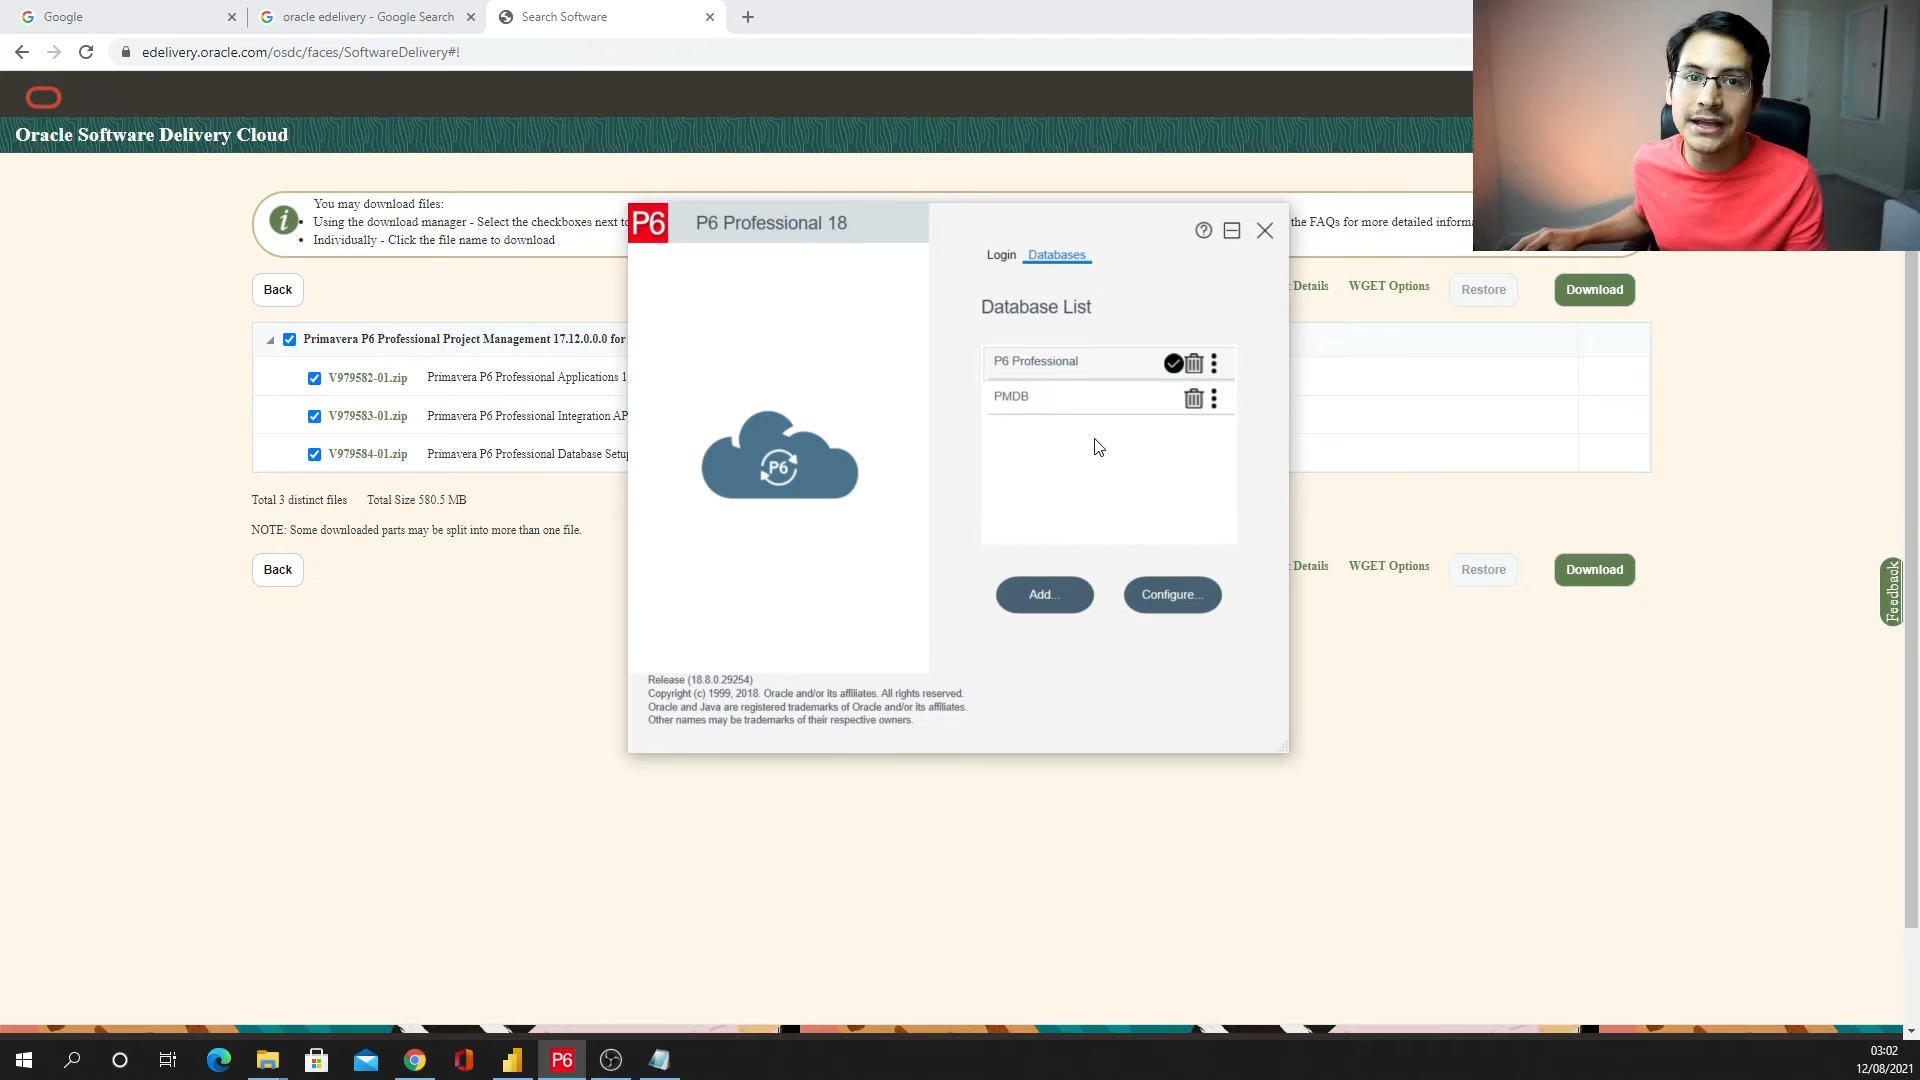 Google
oracle edelivery - Google Search
Search Software
edelivery.oracle.com/osdc/faces/SoftwareDelivery#!
Oracle Software Delivery Cloud
You may download files:
Using the download manager - Select the checkboxes next to
the FAQs for more detailed informa
Individually - Click the file name to download
Back
Details
WGET Options
Restore
Download
Primavera P6 Professional Project Management 17.12.0.0.0 for
V979582-01.zip
Primavera P6 Professional Applications 1
V979583-01.zip
Primavera P6 Professional Integration AP
V979584-01.zip
Primavera P6 Professional Database Setup
Total 3 distinct files
Total Size 580.5 MB
NOTE: Some downloaded parts may be split into more than one file.
Back
Details
WGET Options
Restore
Download
Feedback
P6
P6 Professional 18
Login
Databases
Database List
P6 Professional
PMDB
P6
Add...
Configure...
Release (18.8.0.29254)
Copyright (c) 1999, 2018. Oracle and/or its affiliates. All rights reserved.
Oracle and Java are registered trademarks of Oracle and/or its affiliates.
Other names may be trademarks of their respective owners.
P6
03:02
12/08/2021